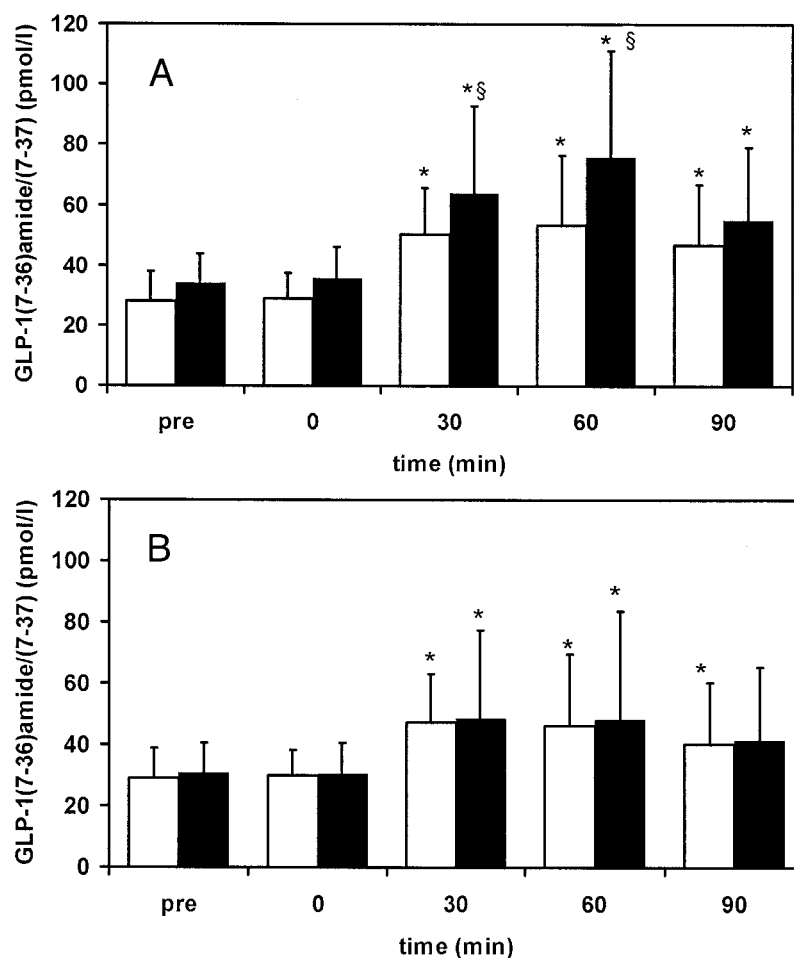 120
100
80
60
40
20
0
GLP-1(7-36)amide/(7-37) (pmol/l)
A
* * § * * § * *
pre 0 30 60 90
time (min)
120
100
80
60
40
20
0
GLP-1(7-36)amide/(7-37) (pmol/l)
B
* * * * *
pre 0 30 60 90
time (min)